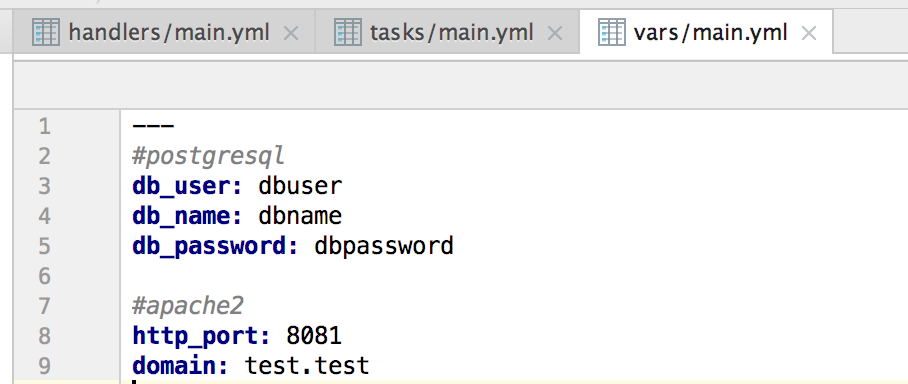 handlers/main.yml tasks/main.yml vars/main.yml
1 ---
2 #postgresql
3 db_user: dbuser
4 db_name: dbname
5 db_password: dbpassword
6
7 #apache2
8 http_port: 8081
9 domain: test.test